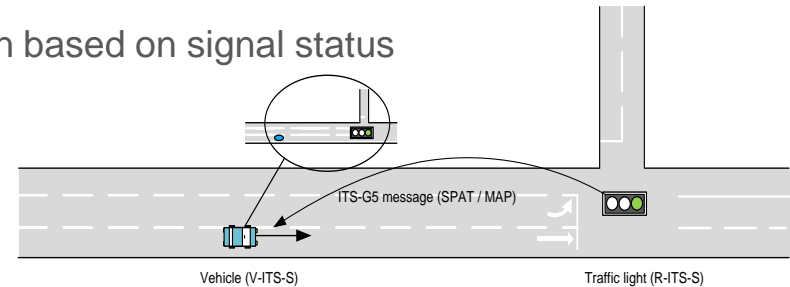 n based on signal status
ITS-G5 message (SPAT / MAP)
Vehicle (V-ITS-S)
Traffic light (R-ITS-S)